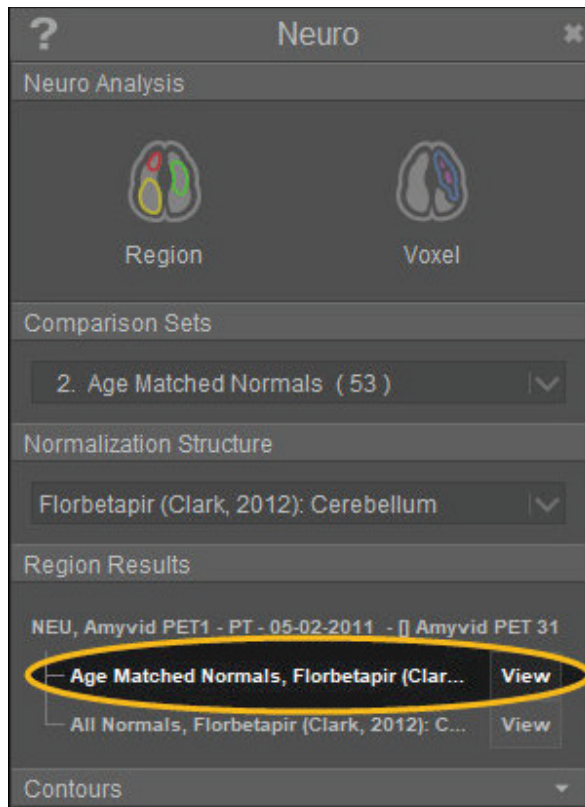 ? Neuro ✖
Neuro Analysis
Region Voxel
Comparison Sets
2. Age Matched Normals ( 53 )
Normalization Structure
Florbetapir (Clark, 2012): Cerebellum
Region Results
NEU, Amyvid PET1 - PT - 05-02-2011 - [] Amyvid PET 31
Age Matched Normals, Florbetapir (Clar... View
All Normals, Florbetapir (Clark, 2012): C... View
Contours